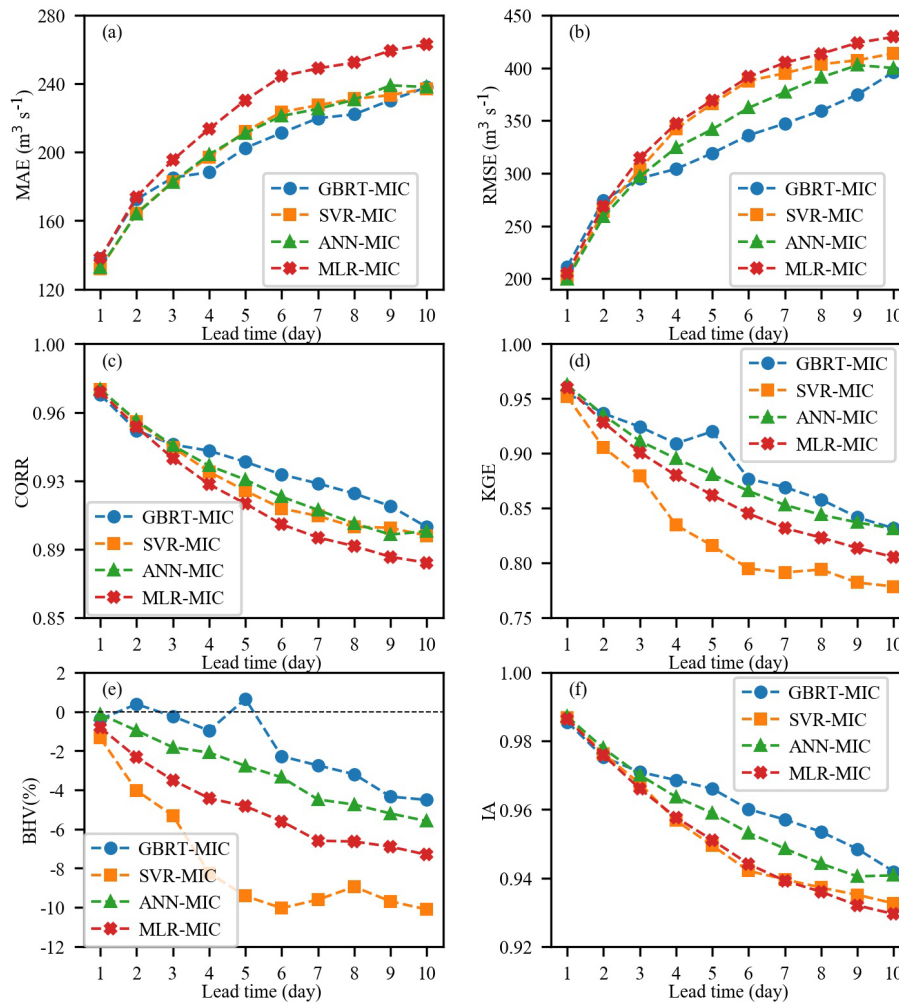 (a)
MAE (m³ s⁻¹)
280
240
200
160
120
GBRT-MIC
SVR-MIC
ANN-MIC
MLR-MIC
1 2 3 4 5 6 7 8 9 10
Lead time (day)
(b)
RMSE (m³ s⁻¹)
450
400
350
300
250
200
GBRT-MIC
SVR-MIC
ANN-MIC
MLR-MIC
1 2 3 4 5 6 7 8 9 10
Lead time (day)
(c)
CORR
1.00
0.96
0.93
0.89
0.85
GBRT-MIC
SVR-MIC
ANN-MIC
MLR-MIC
1 2 3 4 5 6 7 8 9 10
Lead time (day)
(d)
KGE
1.00
0.95
0.90
0.85
0.80
0.75
GBRT-MIC
SVR-MIC
ANN-MIC
MLR-MIC
1 2 3 4 5 6 7 8 9 10
Lead time (day)
(e)
BHV(%)
2
0
-2
-4
-6
-8
-10
-12
GBRT-MIC
SVR-MIC
ANN-MIC
MLR-MIC
1 2 3 4 5 6 7 8 9 10
Lead time (day)
(f)
IA
1.00
0.98
0.96
0.94
0.92
GBRT-MIC
SVR-MIC
ANN-MIC
MLR-MIC
1 2 3 4 5 6 7 8 9 10
Lead time (day)